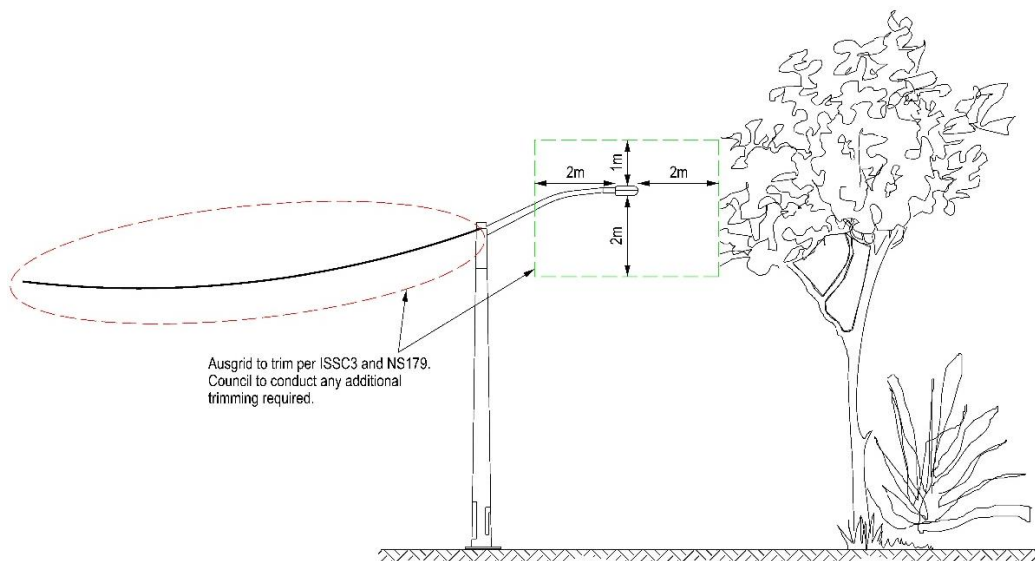 1m
2m
2m
2m
Ausgrid to trim per ISSC3 and NS179.
Council to conduct any additional
trimming required.